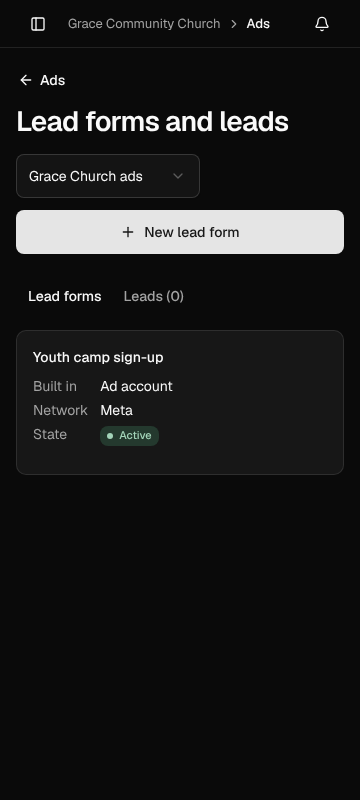 Grace Community Church > Ads
Ads
Lead forms and leads
Grace Church ads
+ New lead form
Lead forms
Leads (0)
Youth camp sign-up
Built in Ad account
Network Meta
State Active